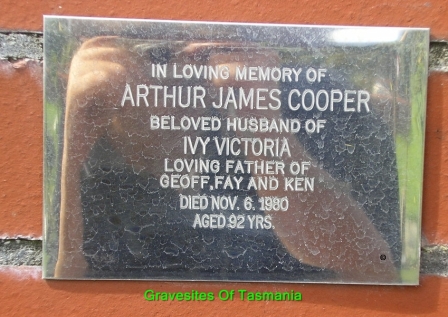 IN LOVING MEMORY OF
ARTHUR JAMES COOPER
BELOVED HUSBAND OF
IVY VICTORIA
LOVING FATHER OF
GEOFF, FAY AND KEN
DIED NOV. 6. 1980
AGED 92 YRS.
Gravesites Of Tasmania